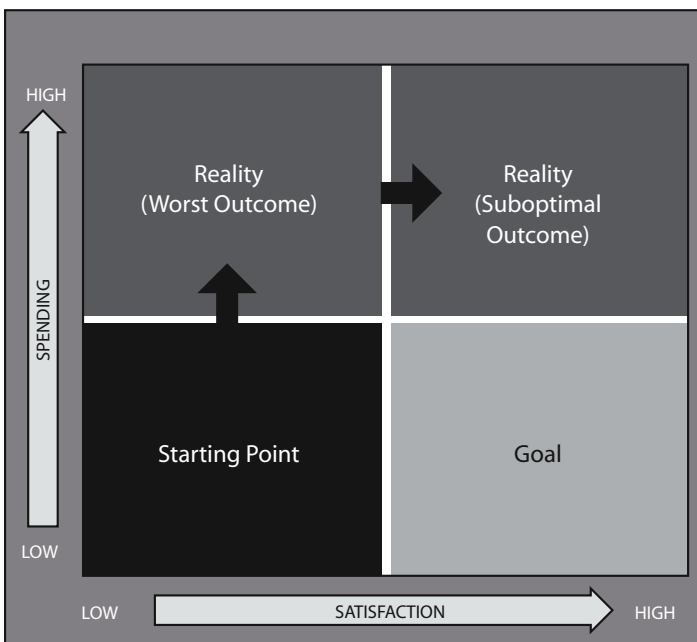 HIGH
Reality
(Worst Outcome)
Reality
(Suboptimal
Outcome)
SPENDING
Starting Point
Goal
LOW
LOW
SATISFACTION
HIGH